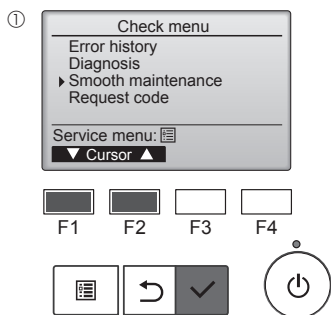 ①
Check menu
Error history
Diagnosis
Smooth maintenance
Request code
Service menu:
▼ Cursor ▲
F1 F2 F3 F4